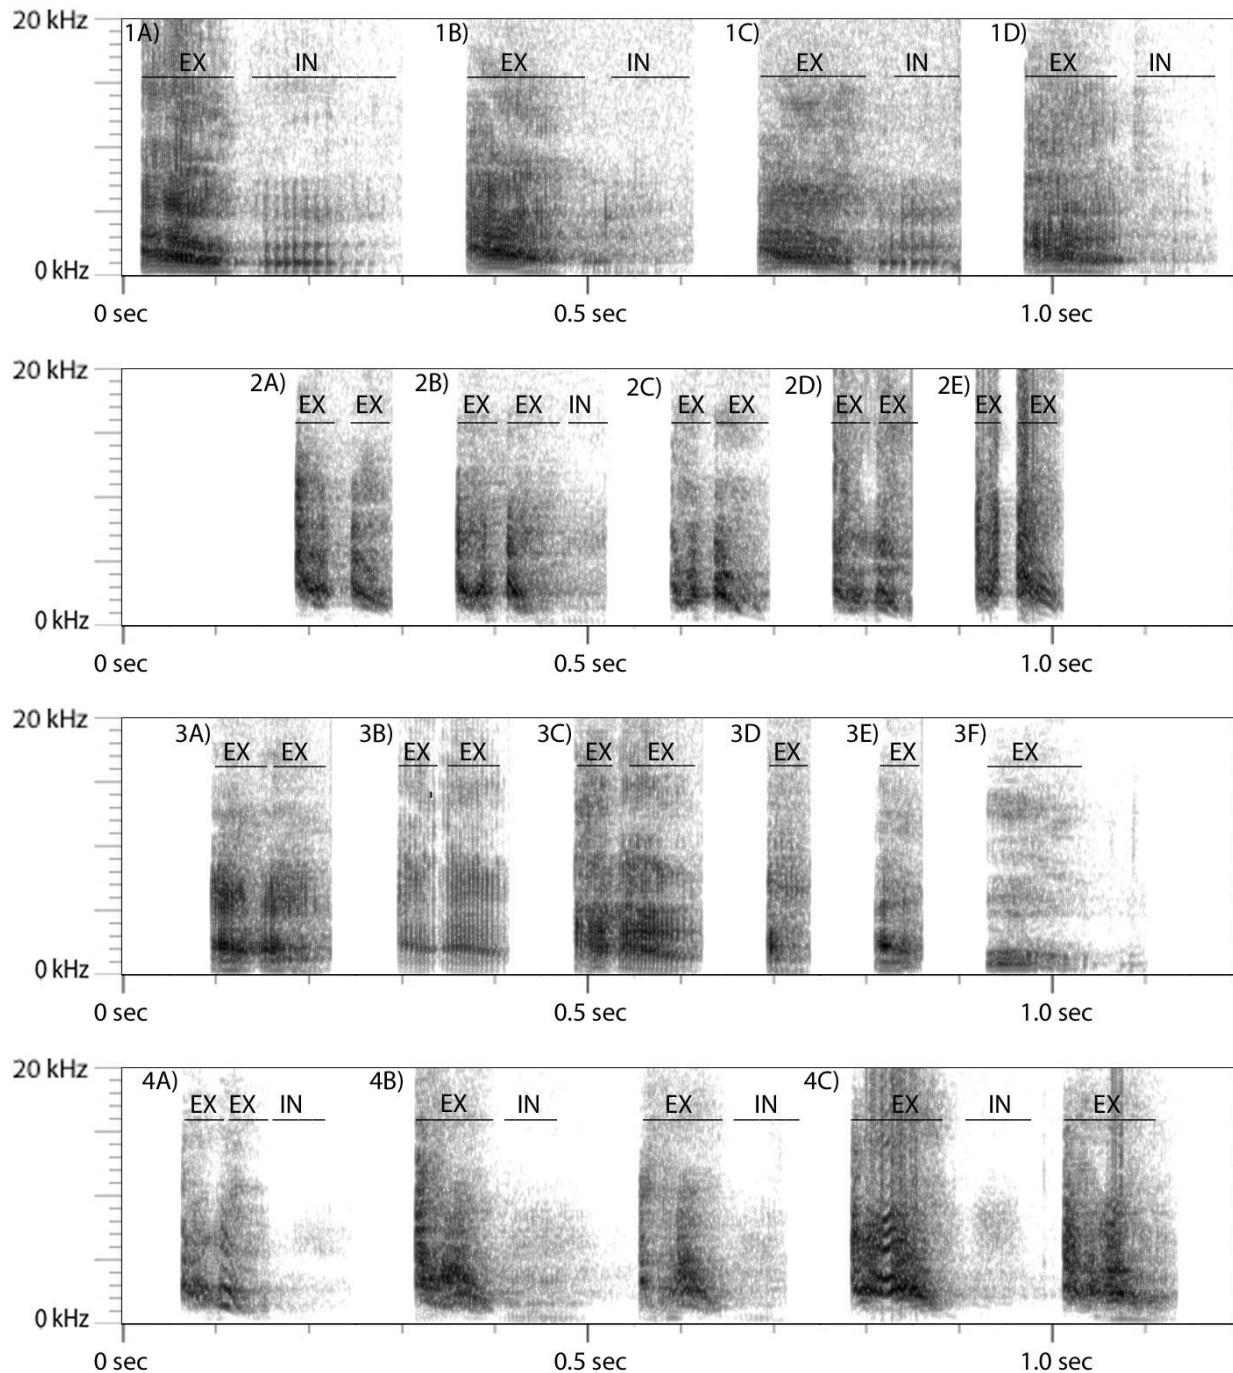 20 kHz
1A) 1B) 1C) 1D)
EX IN EX IN EX IN EX IN
0 kHz
0 sec 0.5 sec 1.0 sec
20 kHz
2A) 2B) 2C) 2D) 2E)
EX EX EX EX IN EX EX EX EX EX EX
0 kHz
0 sec 0.5 sec 1.0 sec
20 kHz
3A) 3B) 3C) 3D 3E) 3F)
EX EX EX EX EX EX EX EX EX
0 kHz
0 sec 0.5 sec 1.0 sec
20 kHz
4A) 4B) 4C)
EX EX IN EX IN EX IN EX IN EX
0 kHz
0 sec 0.5 sec 1.0 sec